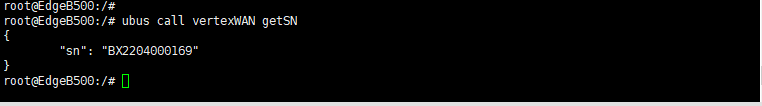 root@EdgeB500:/#
root@EdgeB500:/# ubus call vertexWAN getSN
{
        "sn": "BX2204000169"
}
root@EdgeB500:/#